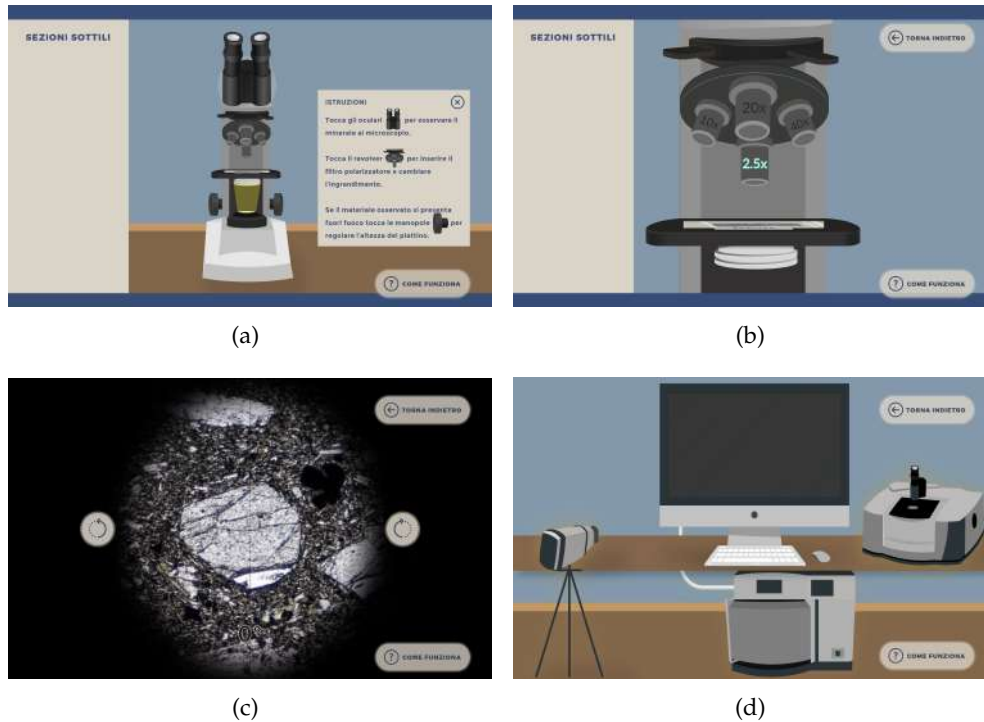 SEZIONI SOTTILI
ISTRUZIONI
Tocca gli oculari per osservare il
minerale al microscopio.
Tocca il revolver per inserire il
filtro polarizzatore e cambiare
l'ingrandimento.
Se il materiale osservato si presenta
fuori fuoco tocca le manopole per
regolare l'altezza del piattino.
? COME FUNZIONA
(a)
SEZIONI SOTTILI
TORNA INDIETRO
10x
20x
40x
2.5x
? COME FUNZIONA
(b)
TORNA INDIETRO
0°
? COME FUNZIONA
(c)
TORNA INDIETRO
? COME FUNZIONA
(d)